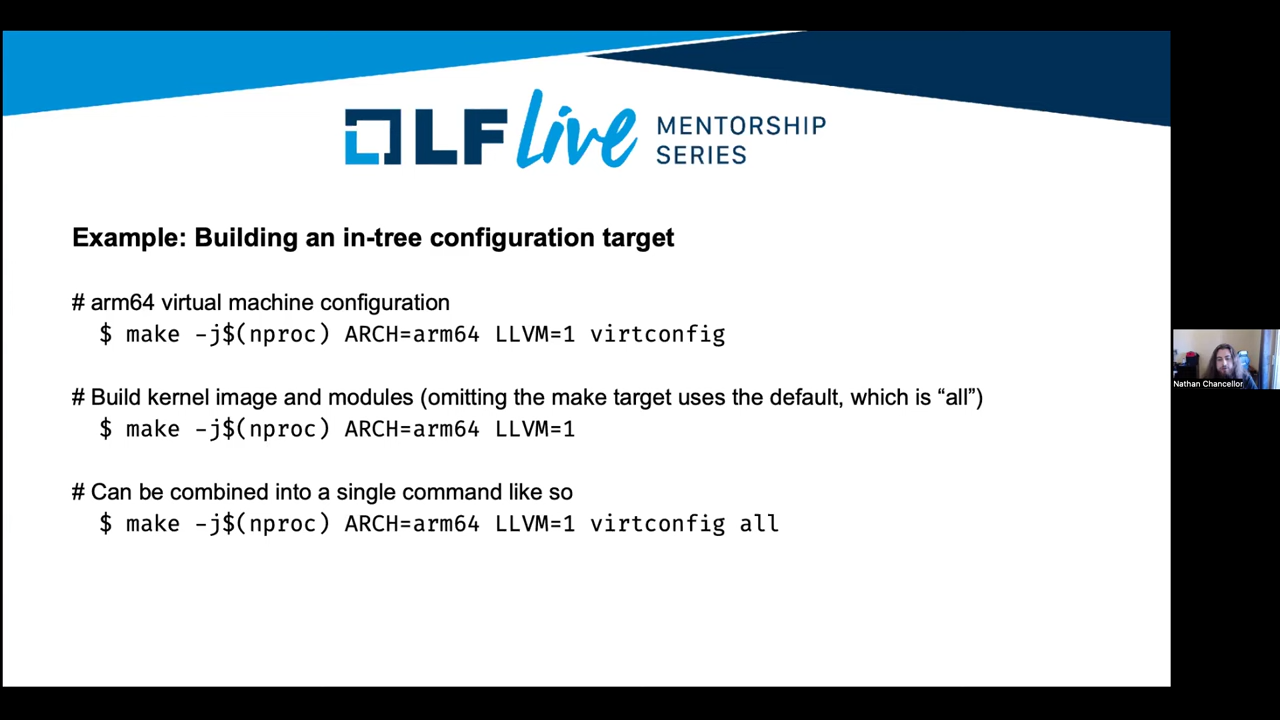 LF Live MENTORSHIP
SERIES
Example: Building an in-tree configuration target
# arm64 virtual machine configuration
$ make -j$(nproc) ARCH=arm64 LLVM=1 virtconfig
# Build kernel image and modules (omitting the make target uses the default, which is “all”)
$ make -j$(nproc) ARCH=arm64 LLVM=1
# Can be combined into a single command like so
$ make -j$(nproc) ARCH=arm64 LLVM=1 virtconfig all
Nathan Chancellor